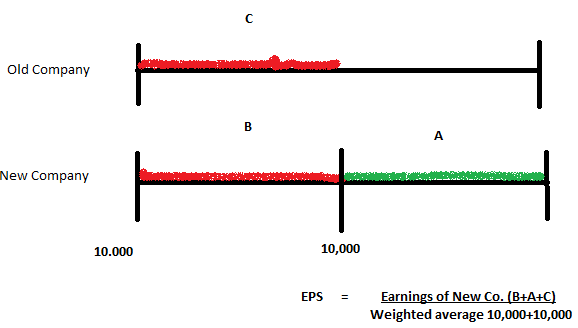 C
Old Company
B
A
New Company
10.000
10,000
EPS = Earnings of New Co. (B+A+C)
Weighted average 10,000+10,000